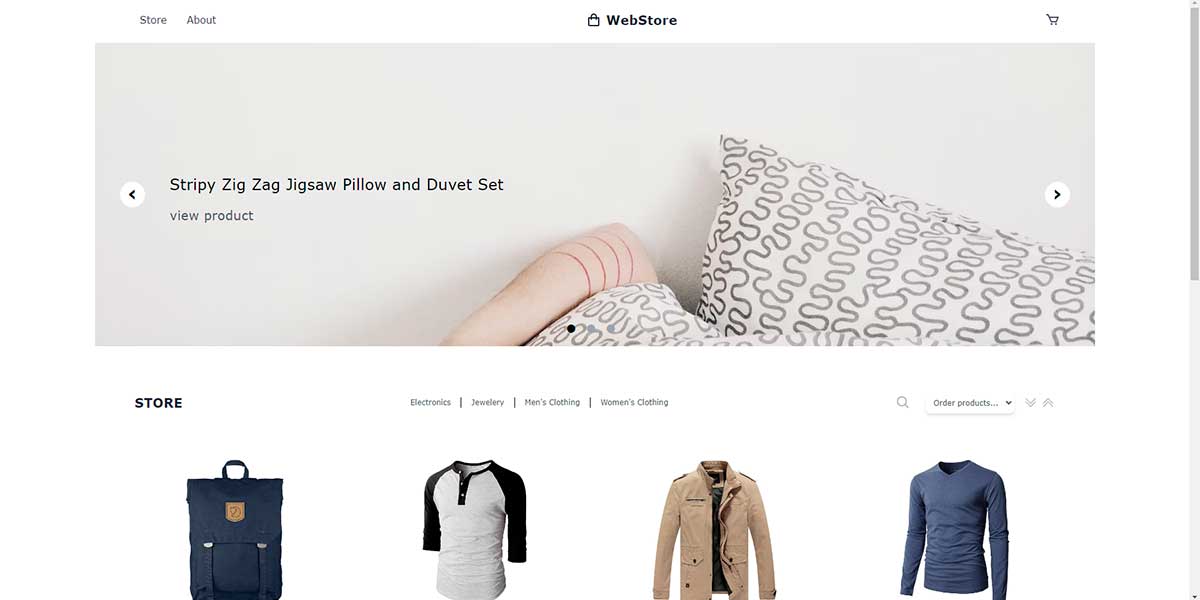 Store About WebStore
Stripy Zig Zag Jigsaw Pillow and Duvet Set
view product
STORE Electronics | Jewelery | Men's Clothing | Women's Clothing Order products...